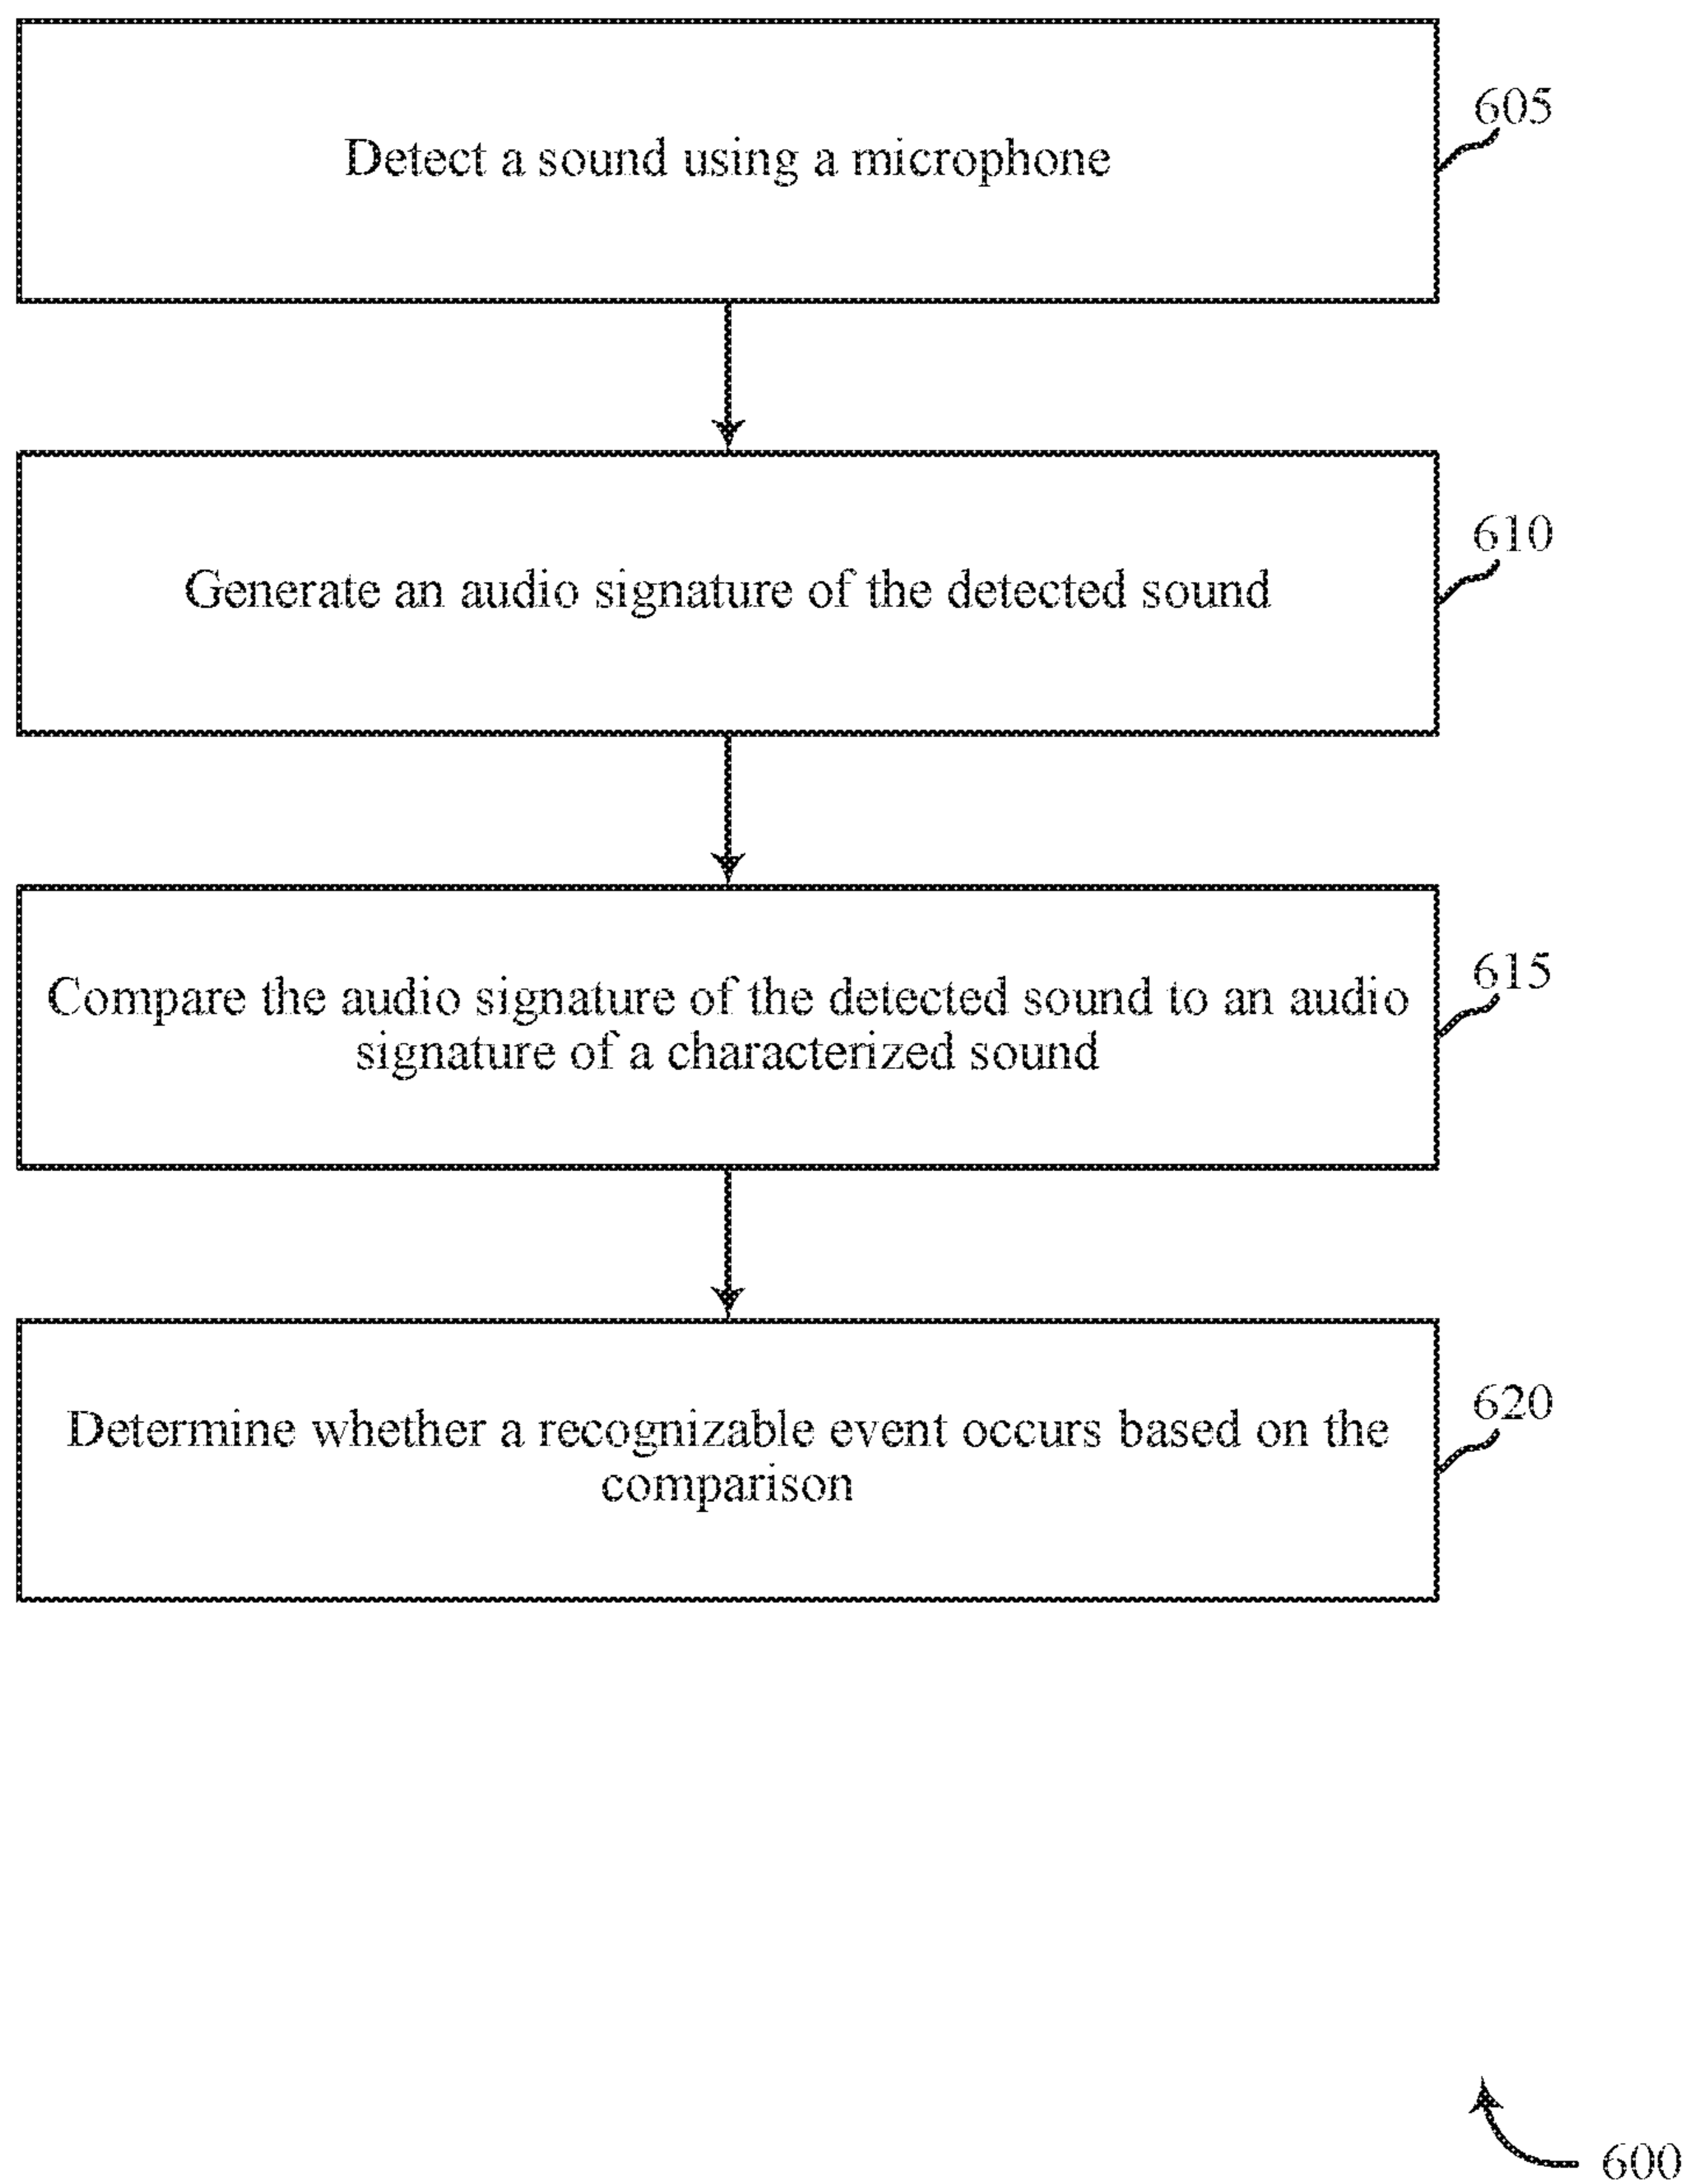 Detect a sound using a microphone
605
Generate an audio signature of the detected sound
610
Compare the audio signature of the detected sound to an audio
signature of a characterized sound
615
Determine whether a recognizable event occurs based on the
comparison
620
600